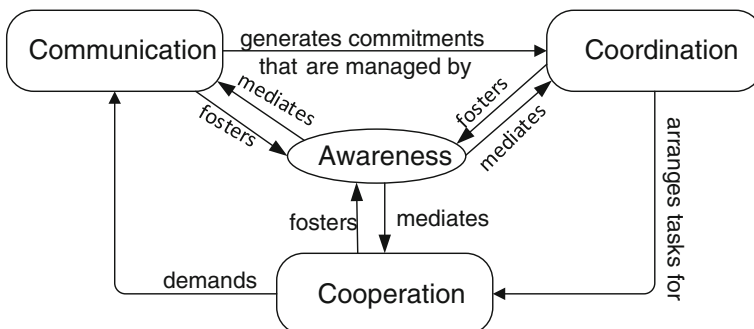 Communication
generates commitments
that are managed by
Coordination
mediates
fosters
fosters
mediates
Awareness
arranges tasks for
fosters
mediates
demands
Cooperation